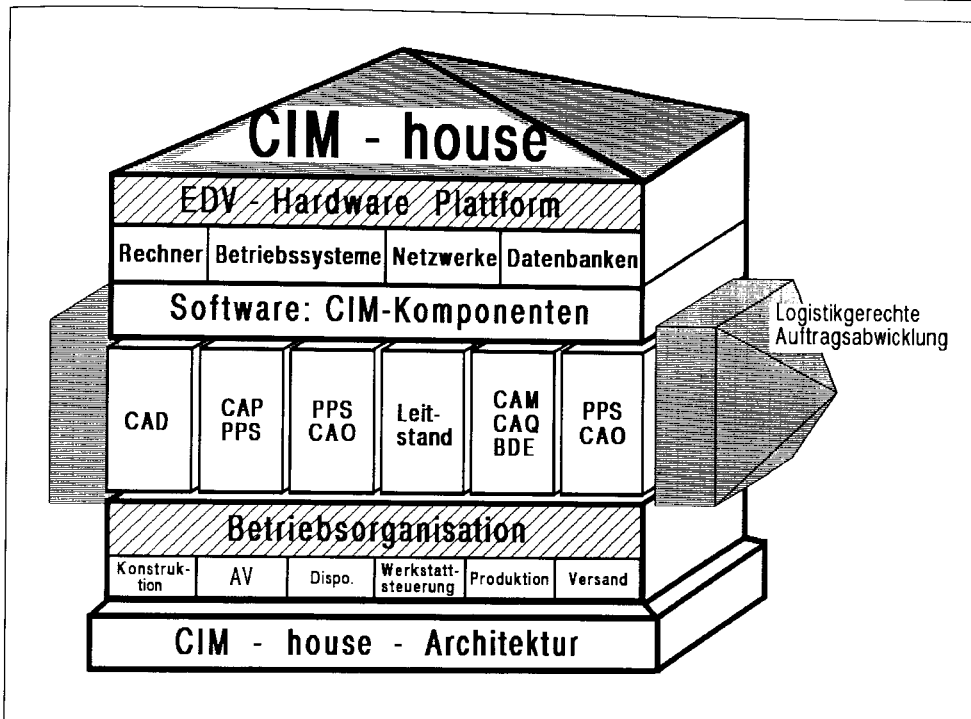 CIM - house
EDV - Hardware Plattform
Rechner Betriebssysteme Netzwerke Datenbanken
Software: CIM-Komponenten
Logistikgerechte
Auftragsabwicklung
CAD
CAP
PPS
PPS
CAO
Leit-
stand
CAM
CAQ
BDE
PPS
CAO
Betriebsorganisation
Konstruk-
tion
AV
Dispo.
Werkstatt-
steuerung
Produktion
Versand
CIM - house - Architektur